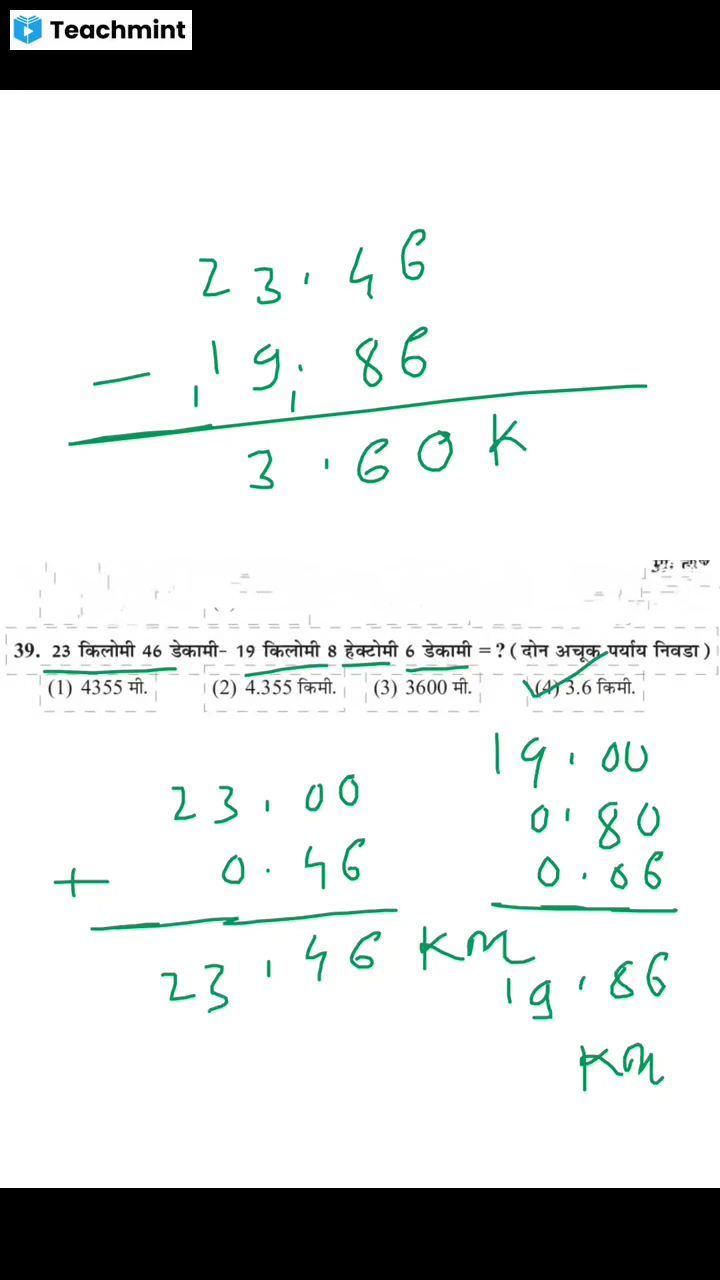 Teachmint
23.46
- 19.86
3.60 K
39. 23 किलोमी 46 डेकामी- 19 किलोमी 8 हेक्टोमी 6 डेकामी = ? ( दोन अचूक पर्याय निवडा )
(1) 4355 मी. (2) 4.355 किमी. (3) 3600 मी. (4) 3.6 किमी.
23.00
+ 0.46
23.46 KM
19.00
0.80
0.06
19.86
KM